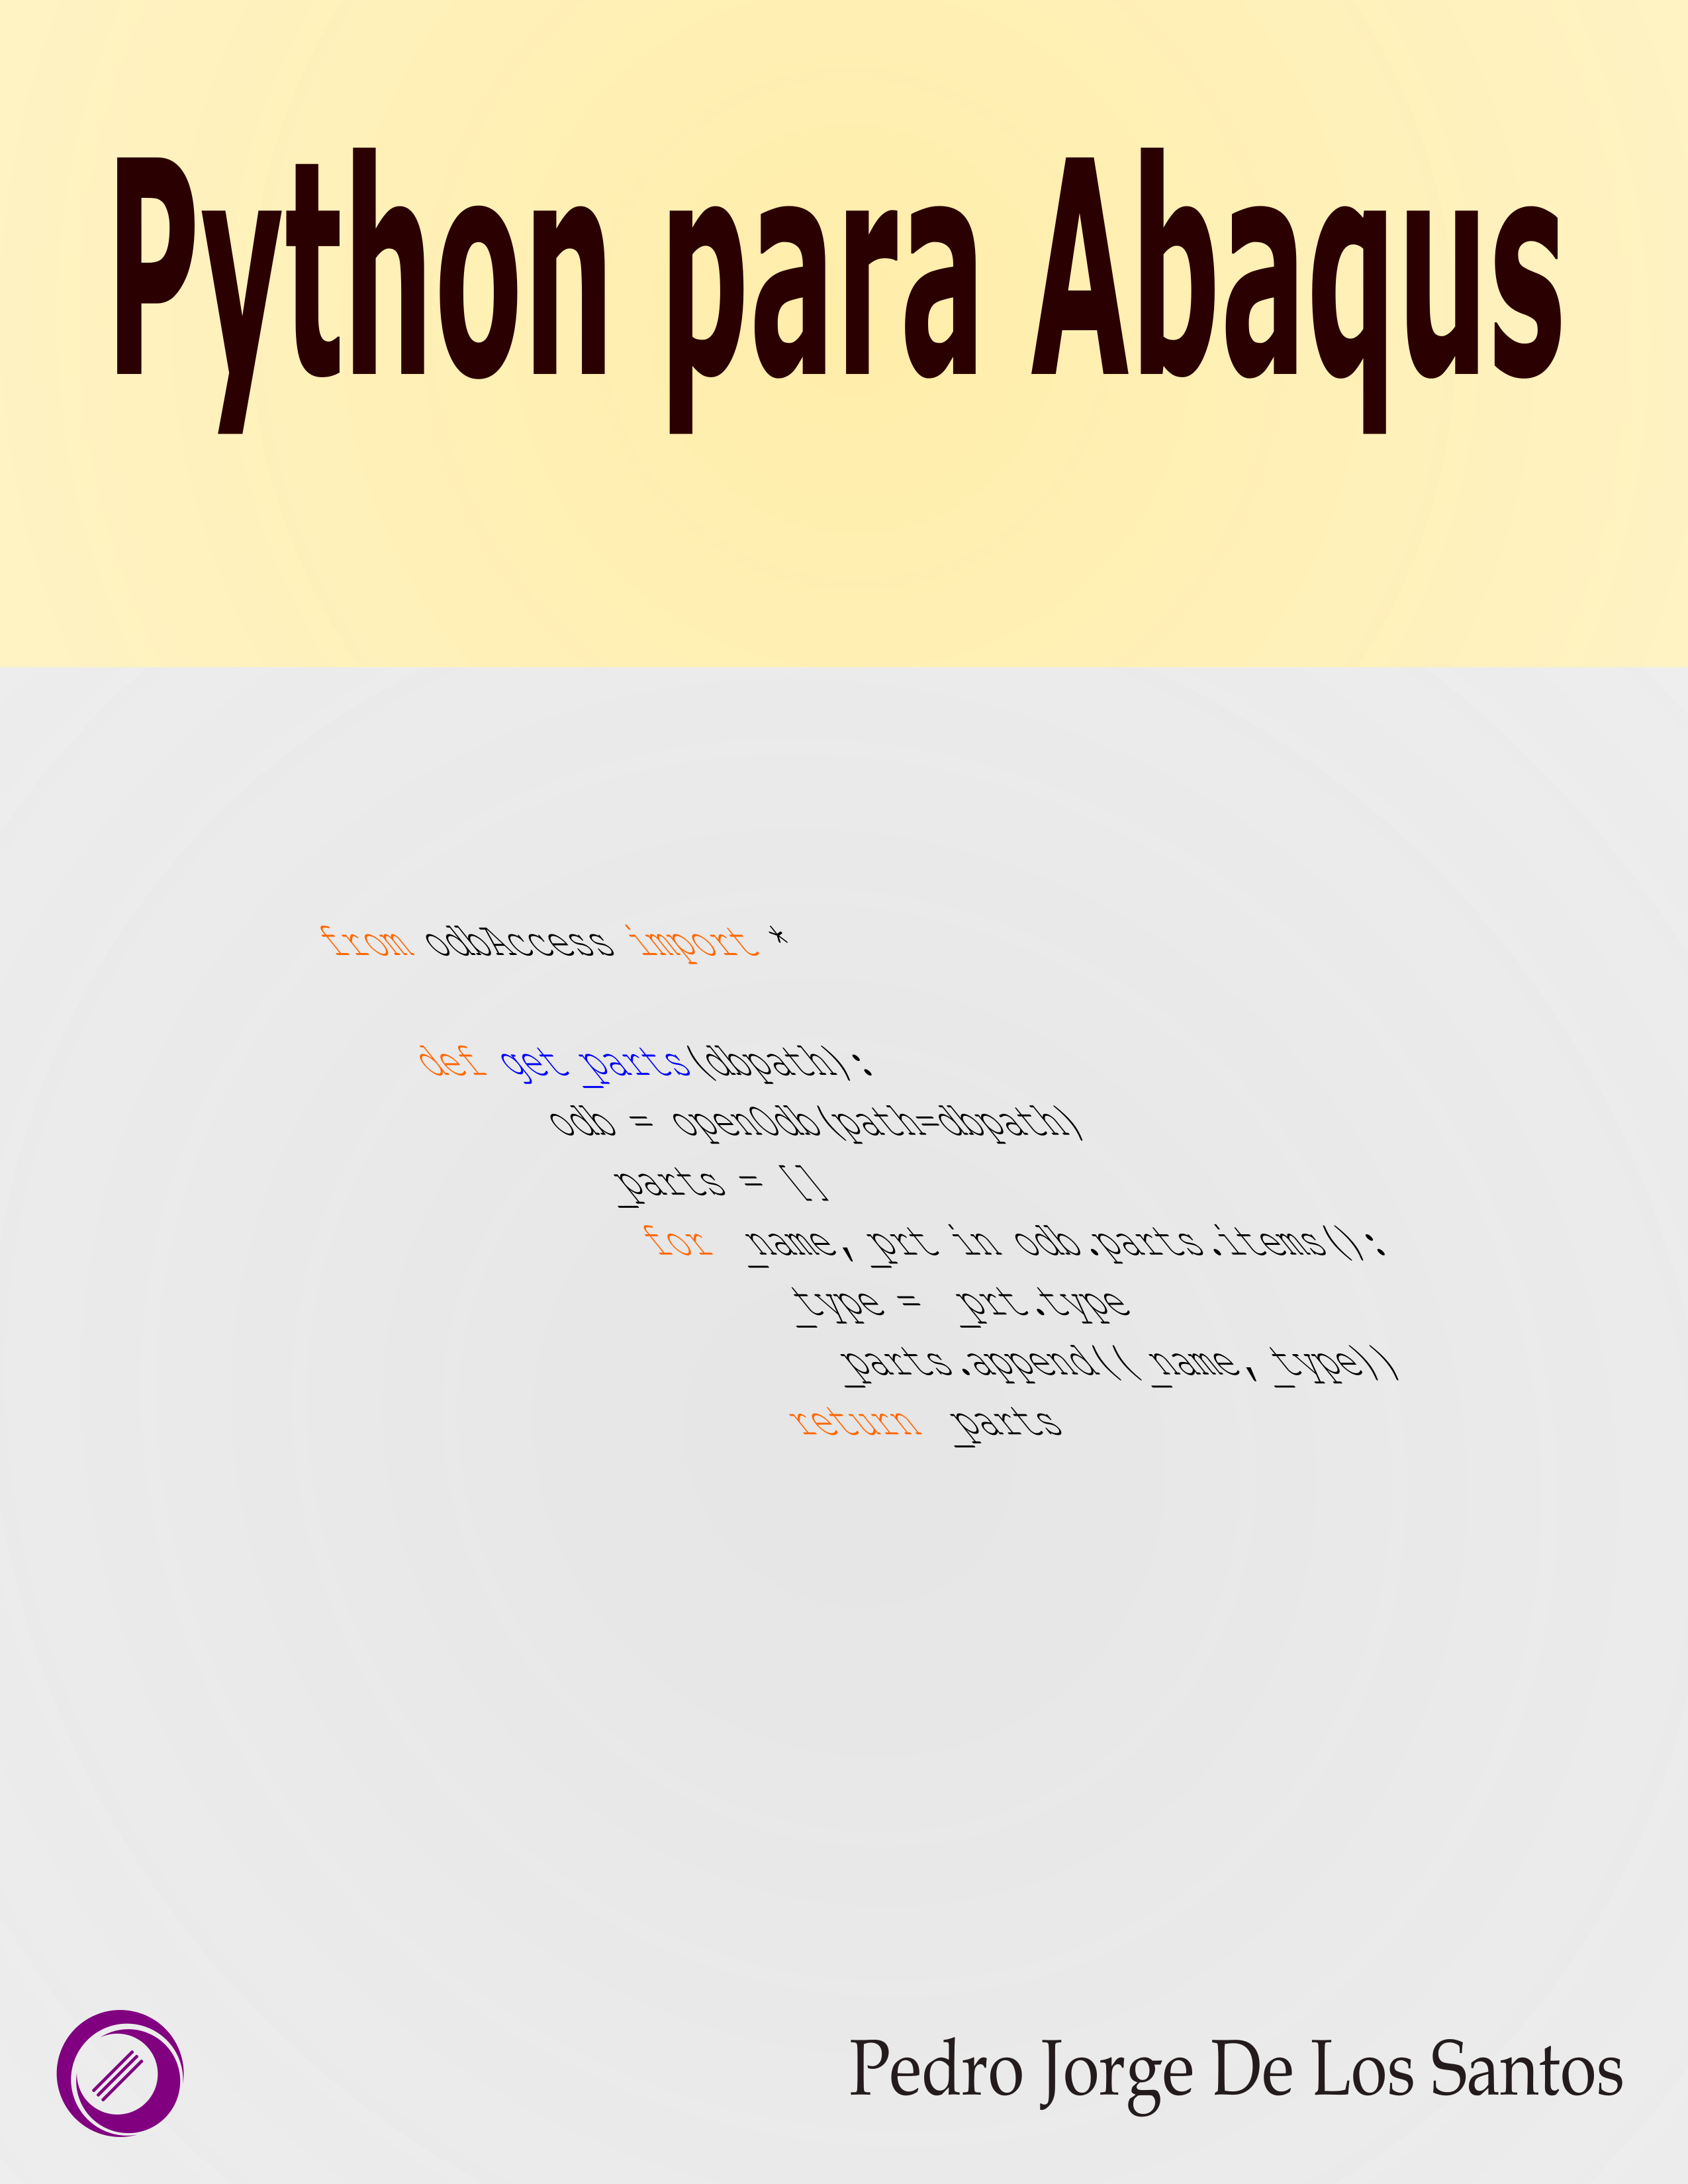 Python para Abaqus
from odbAccess import *
def get_parts(dbpath):
odb = openOdb(path=dbpath)
_parts = []
for _name,_prt in odb.parts.items():
_type = _prt.type
_parts.append((_name,_type))
return _parts
Pedro Jorge De Los Santos